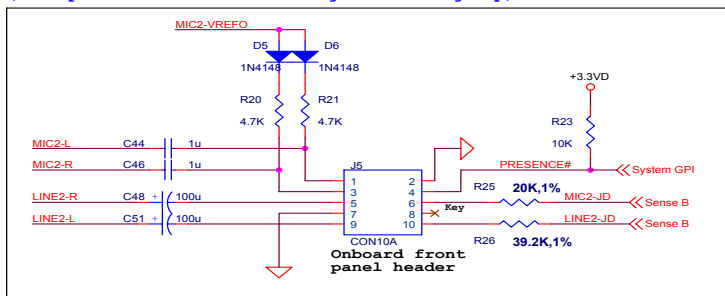 MIC2-VREFO
D5 D6
1N4148 1N4148
+3.3VD
R20 R21
4.7K 4.7K
R23
10K
MIC2-L C44 1u
MIC2-R C46 1u
J5
PRESENCE# System GPI
1 2
3 4
5 6
7 8
9 10
LINE2-R C48 + 100u
LINE2-L C51 + 100u
Key
R25 20K,1% MIC2-JD Sense B
LINE2-JD Sense B
R26 39.2K,1%
CON10A
Onboard front
panel header